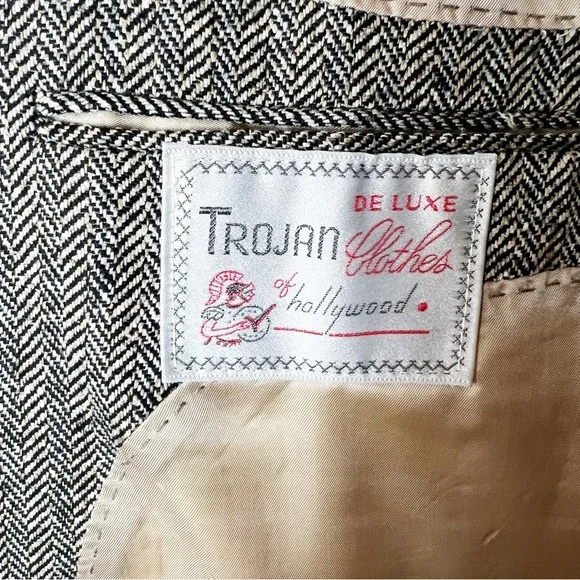 DE LUXE
TROJAN Clothes
of hollywood.